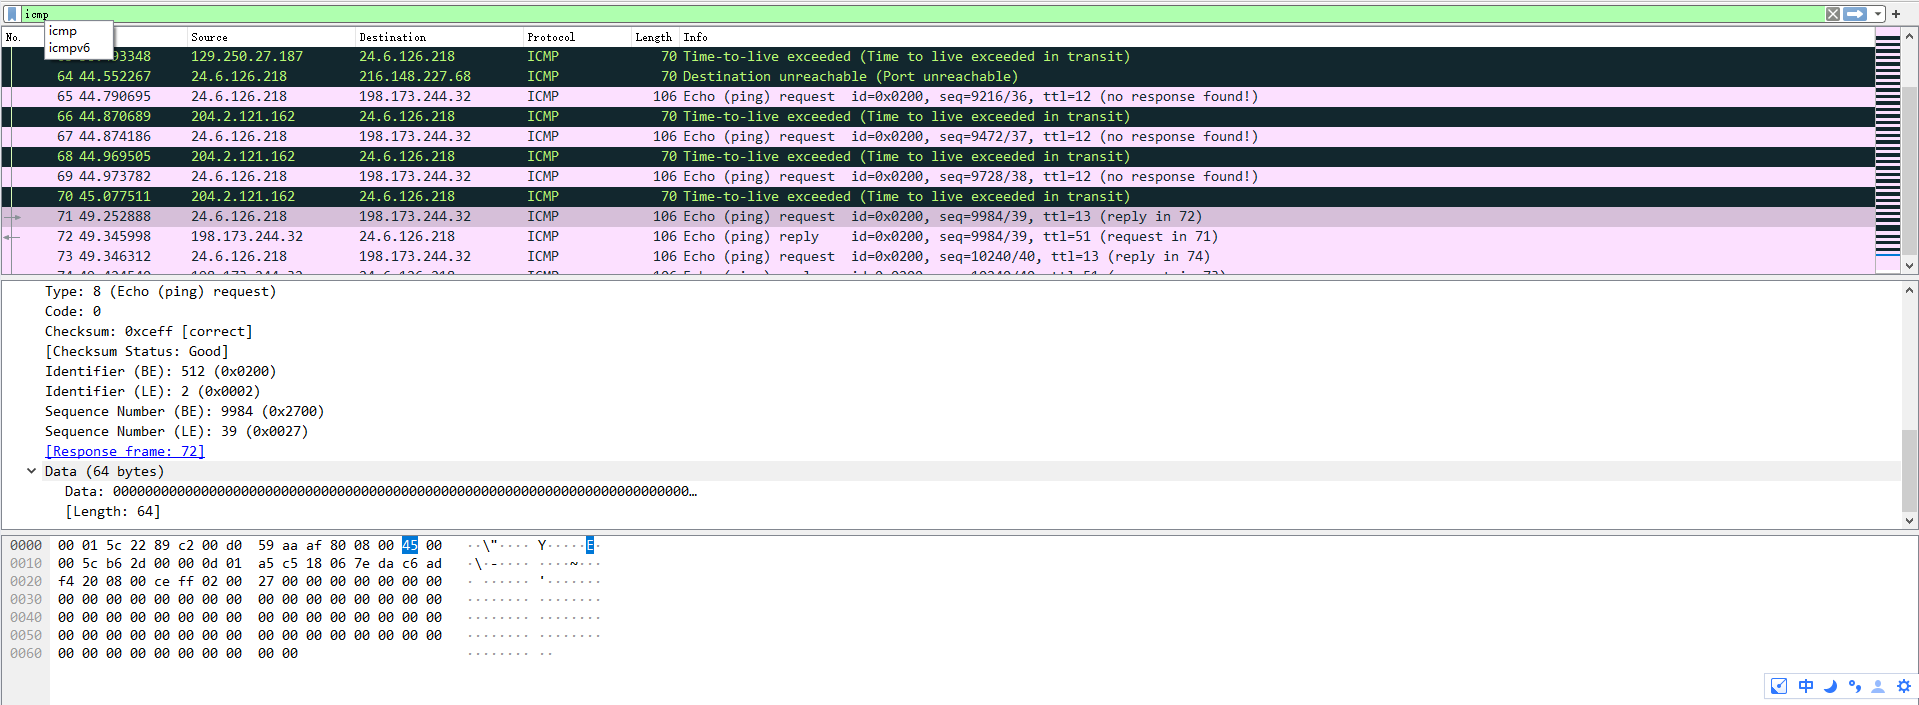 icmp
icmp
icmpv6
No. Source Destination Protocol Length Info
93348 129.250.27.187 24.6.126.218 ICMP 70 Time-to-live exceeded (Time to live exceeded in transit)
64 44.552267 24.6.126.218 216.148.227.68 ICMP 70 Destination unreachable (Port unreachable)
65 44.790695 24.6.126.218 198.173.244.32 ICMP 106 Echo (ping) request id=0x0200, seq=9216/36, ttl=12 (no response found!)
66 44.870689 204.2.121.162 24.6.126.218 ICMP 70 Time-to-live exceeded (Time to live exceeded in transit)
67 44.874186 24.6.126.218 198.173.244.32 ICMP 106 Echo (ping) request id=0x0200, seq=9472/37, ttl=12 (no response found!)
68 44.969505 204.2.121.162 24.6.126.218 ICMP 70 Time-to-live exceeded (Time to live exceeded in transit)
69 44.973782 24.6.126.218 198.173.244.32 ICMP 106 Echo (ping) request id=0x0200, seq=9728/38, ttl=12 (no response found!)
70 45.077511 204.2.121.162 24.6.126.218 ICMP 70 Time-to-live exceeded (Time to live exceeded in transit)
71 49.252888 24.6.126.218 198.173.244.32 ICMP 106 Echo (ping) request id=0x0200, seq=9984/39, ttl=13 (reply in 72)
72 49.345998 198.173.244.32 24.6.126.218 ICMP 106 Echo (ping) reply id=0x0200, seq=9984/39, ttl=51 (request in 71)
73 49.346312 24.6.126.218 198.173.244.32 ICMP 106 Echo (ping) request id=0x0200, seq=10240/40, ttl=13 (reply in 74)
Type: 8 (Echo (ping) request)
Code: 0
Checksum: 0xceff [correct]
[Checksum Status: Good]
Identifier (BE): 512 (0x0200)
Identifier (LE): 2 (0x0002)
Sequence Number (BE): 9984 (0x2700)
Sequence Number (LE): 39 (0x0027)
[Response frame: 72]
Data (64 bytes)
Data: 000000000000000000000000000000000000000000000000000000000000000000000000…
[Length: 64]
0000 00 01 5c 22 89 c2 00 d0 59 aa af 80 08 00 45 00 ··\"···· Y·····E·
0010 00 5c b6 2d 00 00 0d 01 a5 c5 18 06 7e da c6 ad ·\·-···· ····~···
0020 f4 20 08 00 ce ff 02 00 27 00 00 00 00 00 00 00 · ······ '·······
0030 00 00 00 00 00 00 00 00 00 00 00 00 00 00 00 00 ········ ········
0040 00 00 00 00 00 00 00 00 00 00 00 00 00 00 00 00 ········ ········
0050 00 00 00 00 00 00 00 00 00 00 00 00 00 00 00 00 ········ ········
0060 00 00 00 00 00 00 00 00 00 00 ········ ··
中